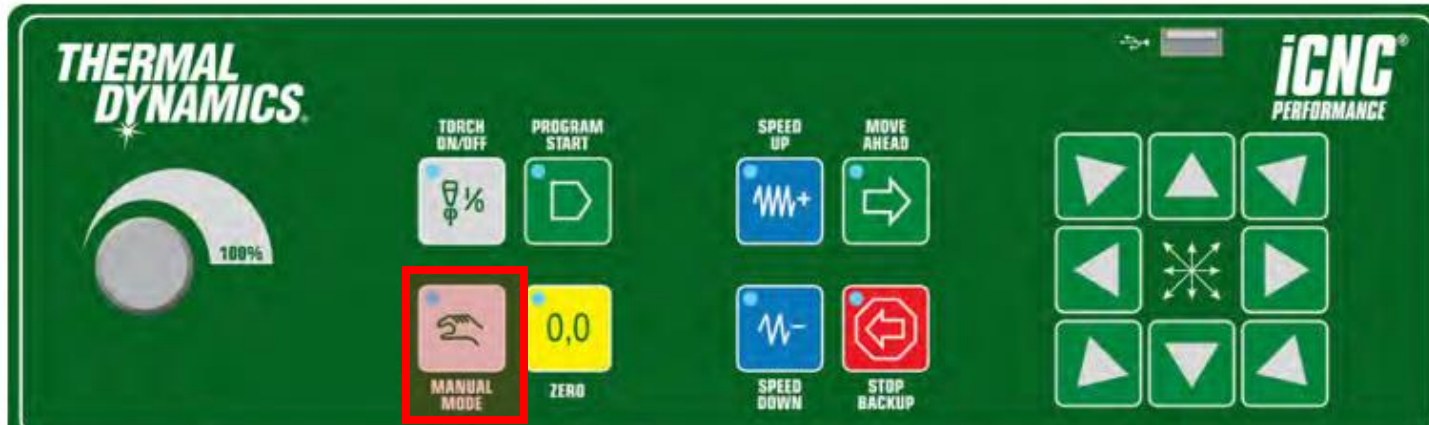 THERMAL
DYNAMICS.
iCNC®
PERFORMANCE
100%
TORCH
ON/OFF
PROGRAM
START
SPEED
UP
MOVE
AHEAD
0,0
MANUAL
MODE
ZERO
SPEED
DOWN
STOP
BACKUP